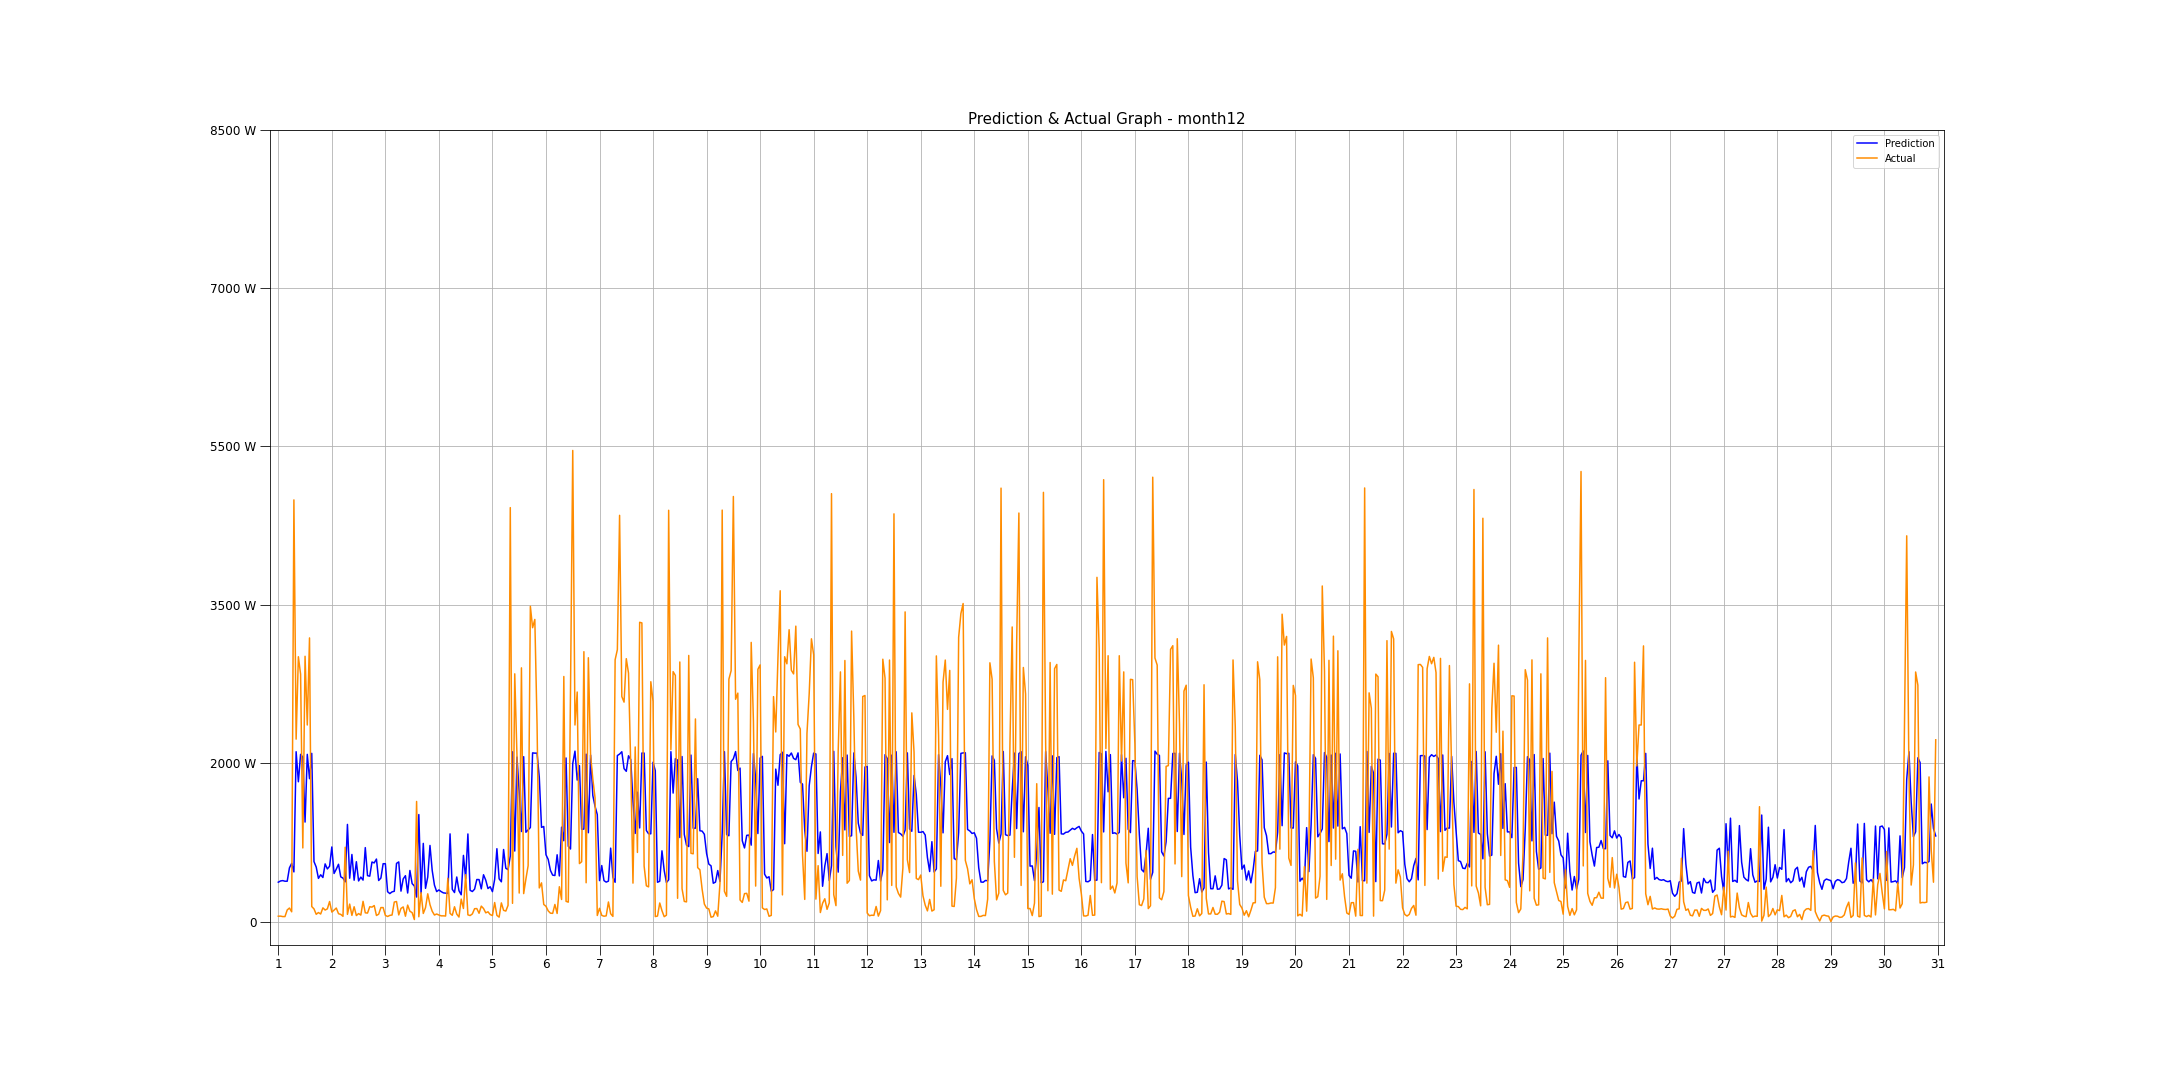 Prediction & Actual Graph - month12
8500 W
7000 W
5500 W
3500 W
2000 W
0
Prediction
Actual
1 2 3 4 5 6 7 8 9 10 11 12 13 14 15 16 17 18 19 20 21 22 23 24 25 26 27 27 28 29 30 31